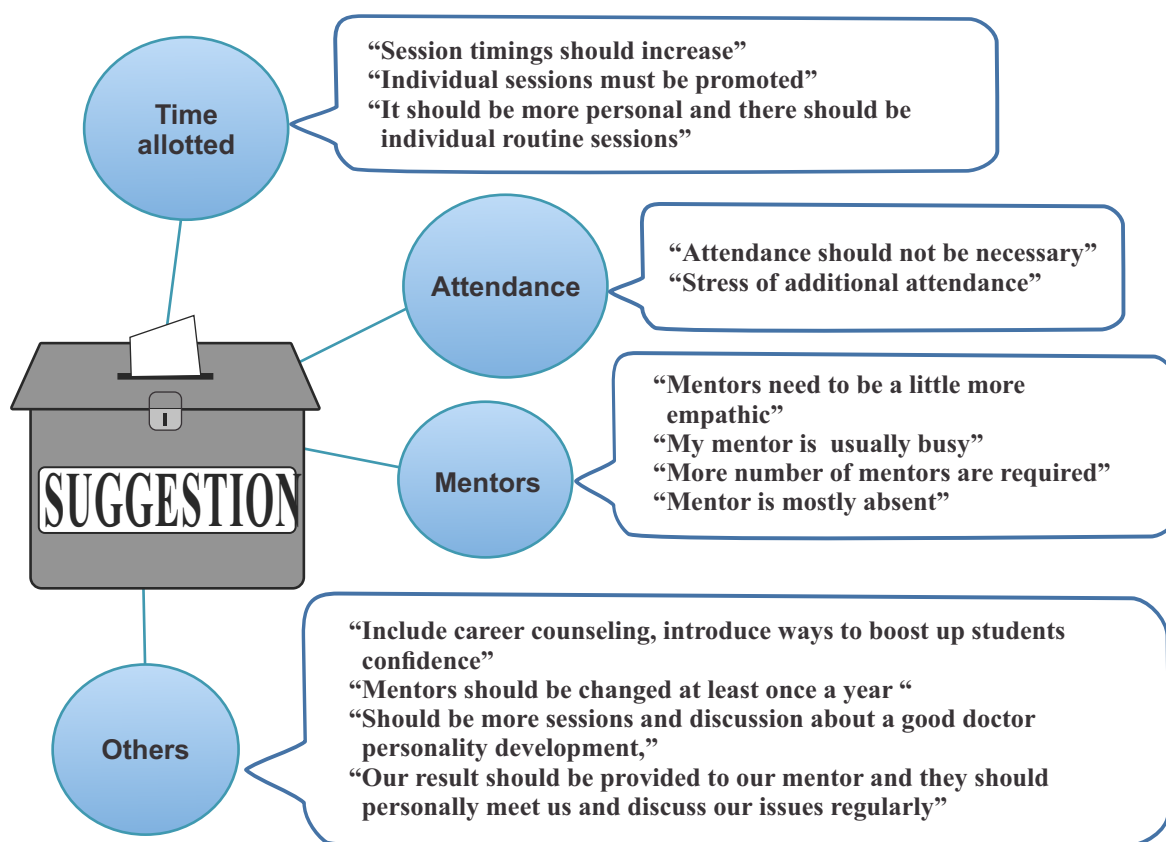 Time
allotted
“Session timings should increase”
“Individual sessions must be promoted”
“It should be more personal and there should be
individual routine sessions”
Attendance
“Attendance should not be necessary”
“Stress of additional attendance”
SUGGESTION
Mentors
“Mentors need to be a little more
empathic”
“My mentor is  usually busy”
“More number of mentors are required”
“Mentor is mostly absent”
Others
“Include career counseling, introduce ways to boost up students
confidence”
“Mentors should be changed at least once a year “
“Should be more sessions and discussion about a good doctor
personality development,”
“Our result should be provided to our mentor and they should
personally meet us and discuss our issues regularly”